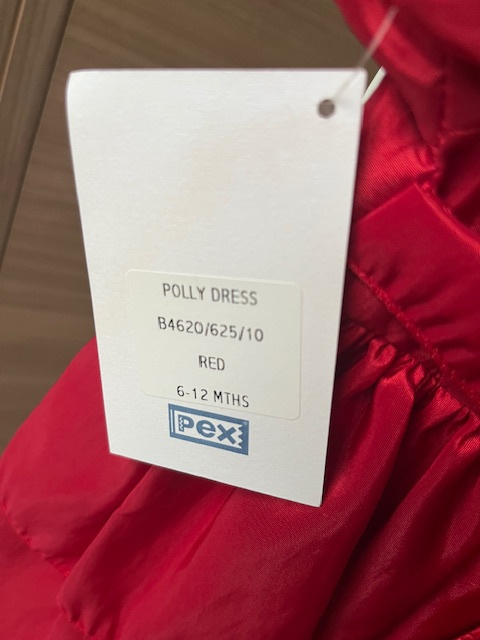 POLLY DRESS
B4620/625/10
RED
6-12 MTHS
pex